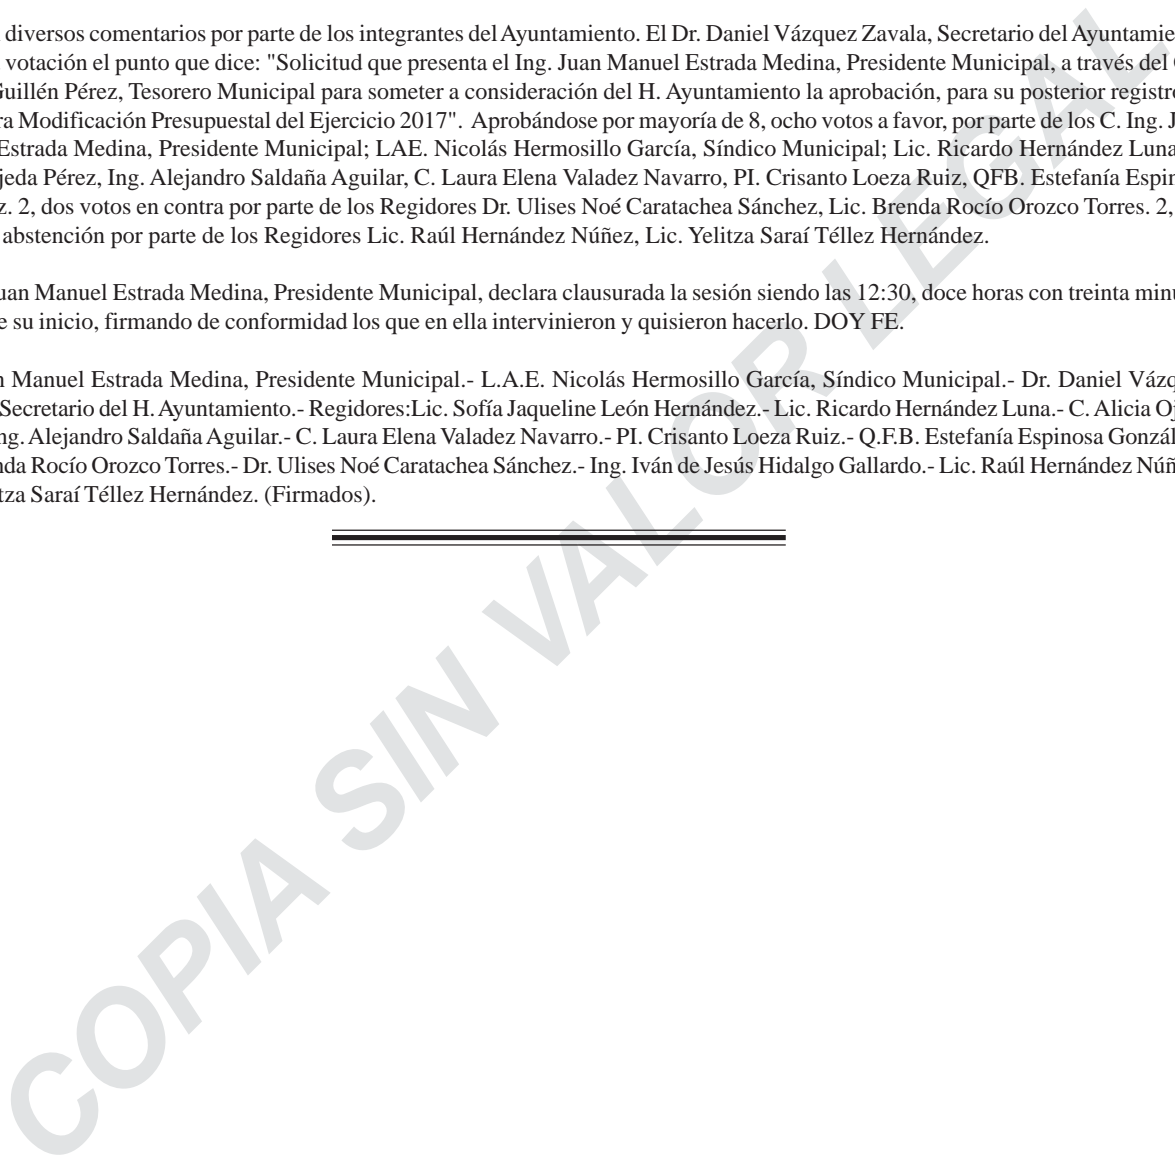 diversos comentarios por parte de los integrantes del Ayuntamiento. El Dr. Daniel Vázquez Zavala, Secretario del Ayuntamie
votación el punto que dice: "Solicitud que presenta el Ing. Juan Manuel Estrada Medina, Presidente Municipal, a través del
Guillén Pérez, Tesorero Municipal para someter a consideración del H. Ayuntamiento la aprobación, para su posterior registro
ra Modificación Presupuestal del Ejercicio 2017". Aprobándose por mayoría de 8, ocho votos a favor, por parte de los C. Ing. J
Estrada Medina, Presidente Municipal; LAE. Nicolás Hermosillo García, Síndico Municipal; Lic. Ricardo Hernández Luna
jeda Pérez, Ing. Alejandro Saldaña Aguilar, C. Laura Elena Valadez Navarro, PI. Crisanto Loeza Ruiz, QFB. Estefanía Espin
z. 2, dos votos en contra por parte de los Regidores Dr. Ulises Noé Caratachea Sánchez, Lic. Brenda Rocío Orozco Torres. 2,
abstención por parte de los Regidores Lic. Raúl Hernández Núñez, Lic. Yelitza Saraí Téllez Hernández.
uan Manuel Estrada Medina, Presidente Municipal, declara clausurada la sesión siendo las 12:30, doce horas con treinta minu
e su inicio, firmando de conformidad los que en ella intervinieron y quisieron hacerlo. DOY FE.
n Manuel Estrada Medina, Presidente Municipal.- L.A.E. Nicolás Hermosillo García, Síndico Municipal.- Dr. Daniel Vázq
Secretario del H. Ayuntamiento.- Regidores:Lic. Sofía Jaqueline León Hernández.- Lic. Ricardo Hernández Luna.- C. Alicia Oj
ng. Alejandro Saldaña Aguilar.- C. Laura Elena Valadez Navarro.- PI. Crisanto Loeza Ruiz.- Q.F.B. Estefanía Espinosa Gonzál
nda Rocío Orozco Torres.- Dr. Ulises Noé Caratachea Sánchez.- Ing. Iván de Jesús Hidalgo Gallardo.- Lic. Raúl Hernández Núñ
tza Saraí Téllez Hernández. (Firmados).
COPIA SIN VALOR LEGAL